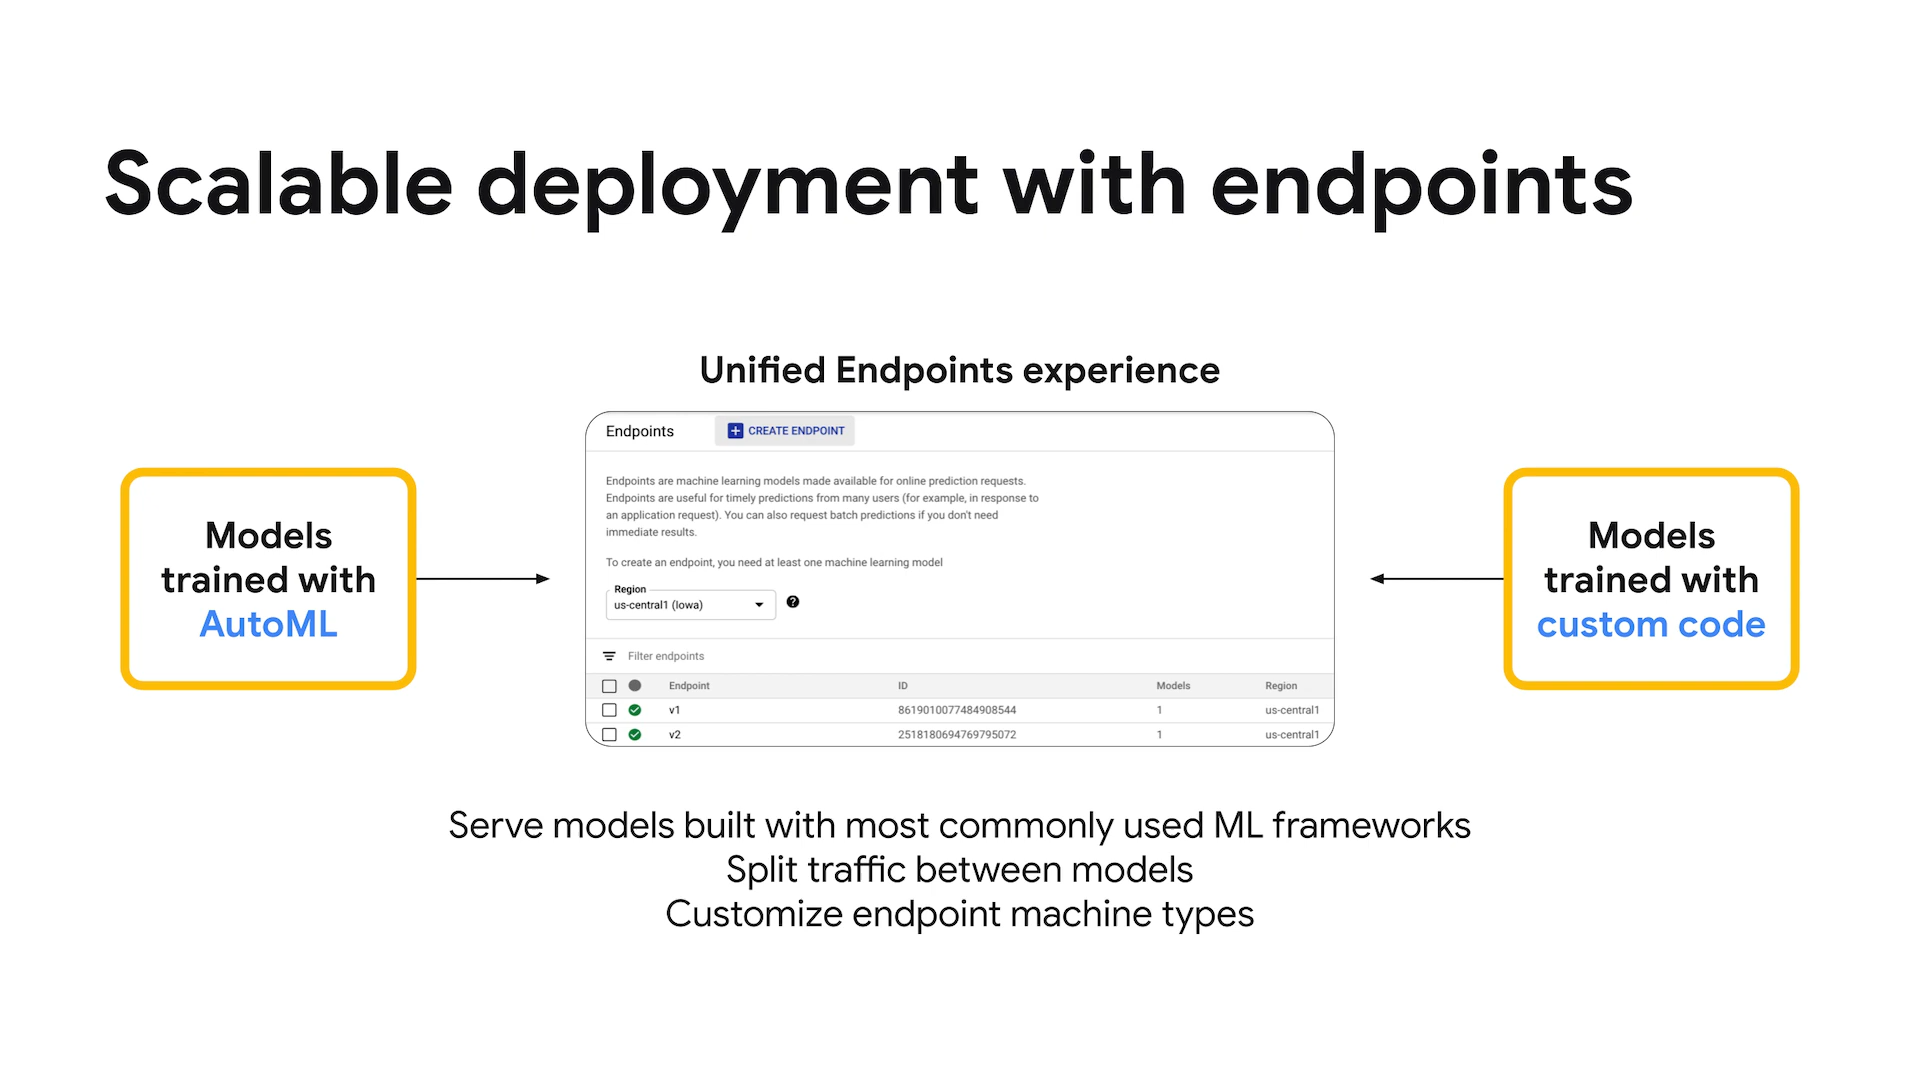 Scalable deployment with endpoints
Unified Endpoints experience
Models
trained with
AutoML
Endpoints
CREATE ENDPOINT
Endpoints are machine learning models made available for online prediction requests.
Endpoints are useful for timely predictions from many users (for example, in response to
an application request). You can also request batch predictions if you don't need
immediate results.
To create an endpoint, you need at least one machine learning model
Region
us-central1 (Iowa)
Filter endpoints
Endpoint ID Models Region
v1 8619010077484908544 1 us-central1
v2 2518180694769795072 1 us-central1
Models
trained with
custom code
Serve models built with most commonly used ML frameworks
Split traffic between models
Customize endpoint machine types